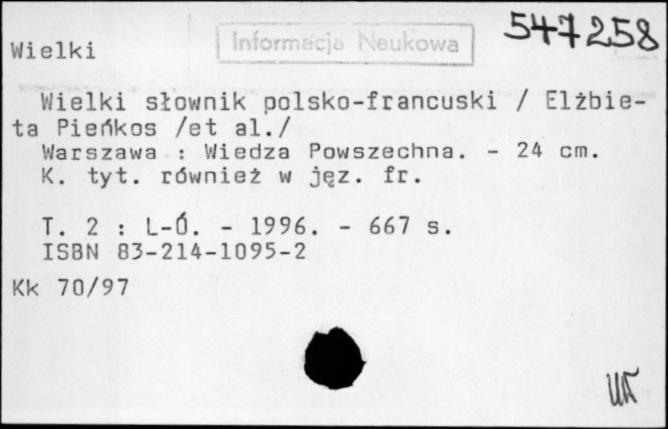 547258
Informacja Naukowa
Wielki
Wielki słownik polsko-francuski / Elżbie-
ta Pieńkos /et al./
Warszawa : Wiedza Powszechna. - 24 cm.
K. tyt. również w jęz. fr.
T. 2 : L-Ó. - 1996. - 667 s.
ISBN 83-214-1095-2
Kk 70/97